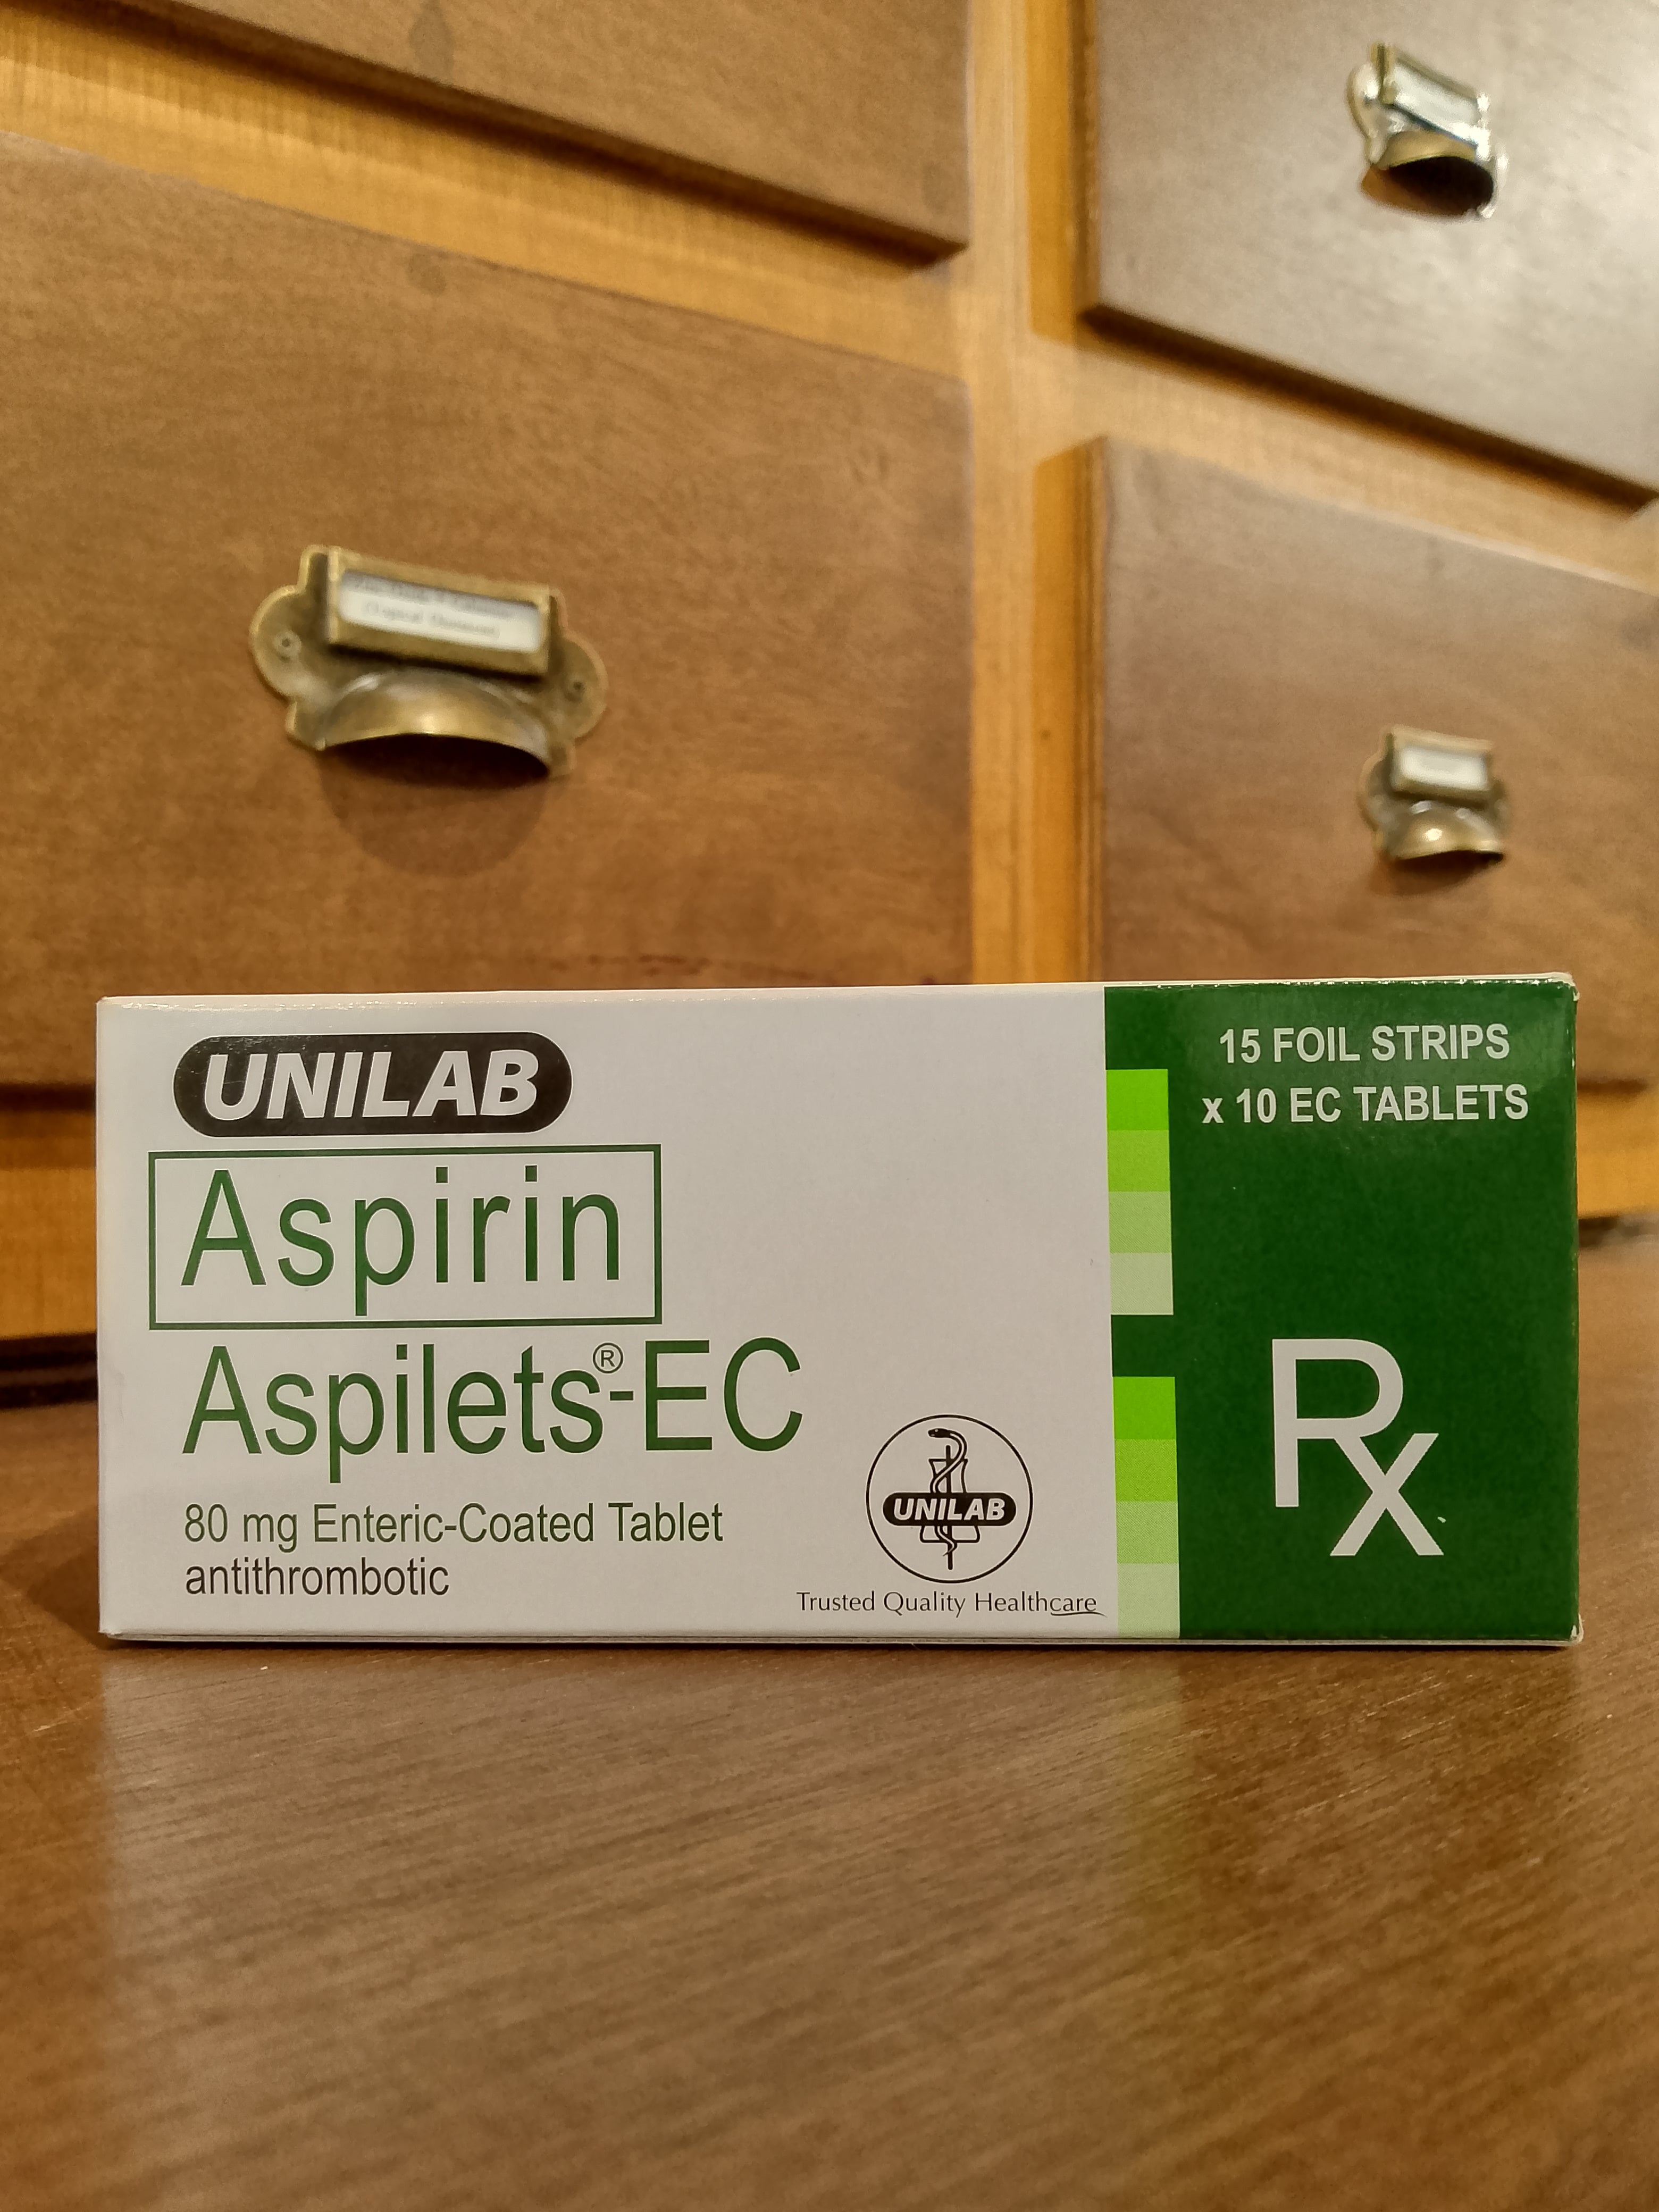 UNILAB
Aspirin
Aspilets®-EC
80 mg Enteric-Coated Tablet
antithrombotic
UNILAB
Trusted Quality Healthcare
15 FOIL STRIPS
x 10 EC TABLETS
Rx